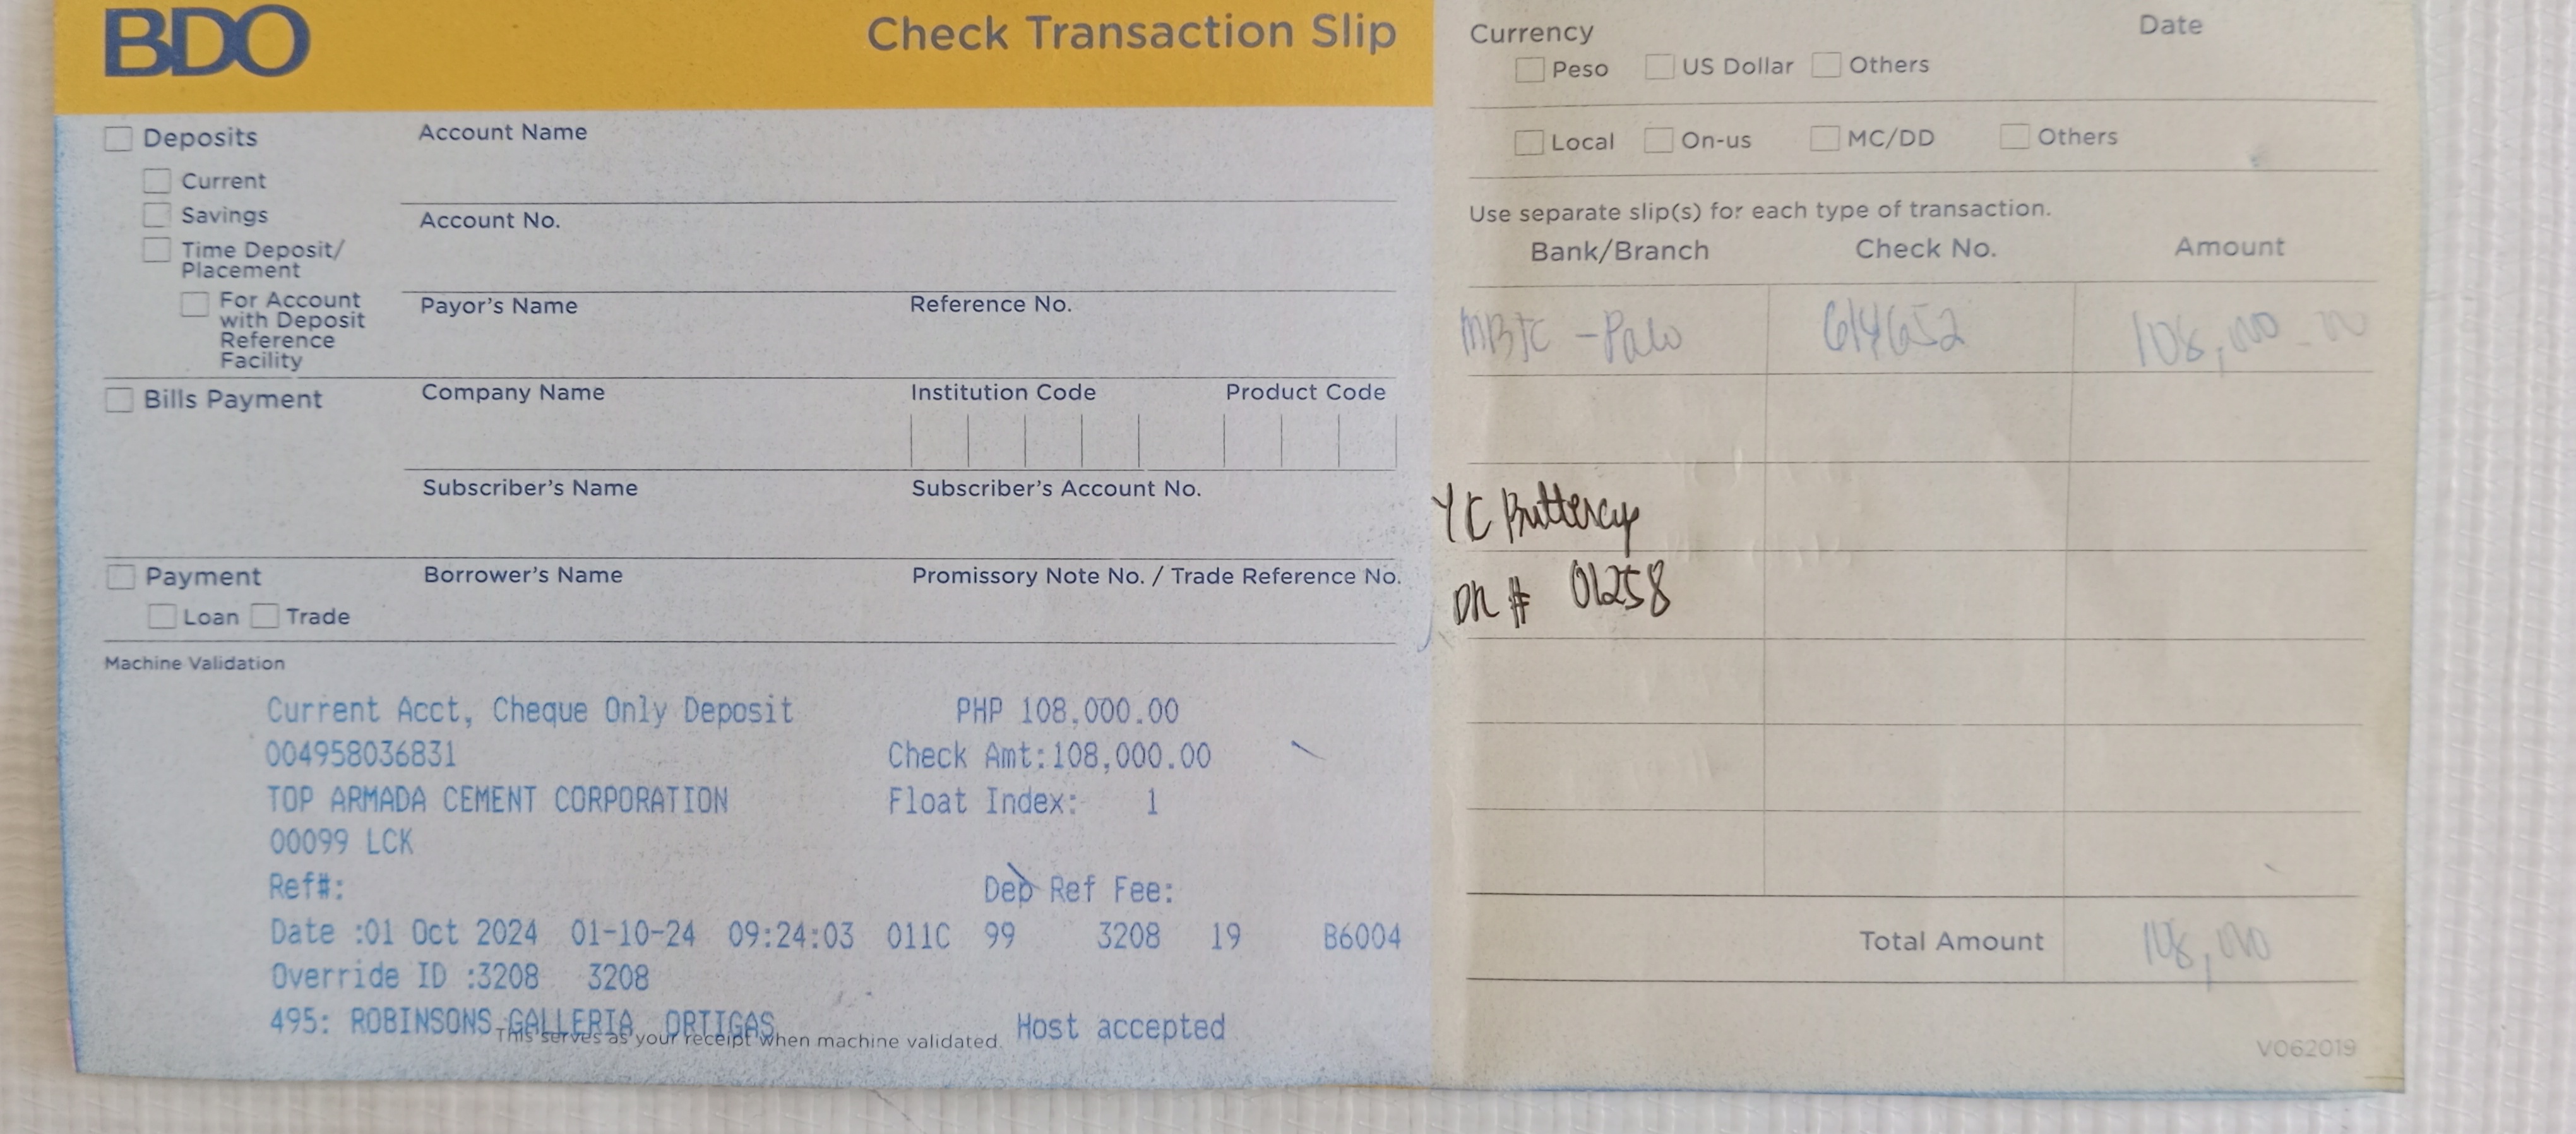 BDO
Check Transaction Slip
Deposits
Current
Savings
Time Deposit/
Placement
For Account
with Deposit
Reference
Facility
Account Name
Account No.
Payor's Name Reference No.
Bills Payment
Company Name Institution Code Product Code
Subscriber's Name Subscriber's Account No.
Payment
Loan Trade
Borrower's Name Promissory Note No. / Trade Reference No.
Machine Validation
Current Acct, Cheque Only Deposit PHP 108,000.00
004958036831 Check Amt:108,000.00
TOP ARMADA CEMENT CORPORATION Float Index: 1
00099 LCK
Ref#: Dep Ref Fee:
Date :01 Oct 2024 01-10-24 09:24:03 011C 99 3208 19 B6004
Override ID :3208 3208
495: ROBINSONS GALLERIA, ORTIGAS Host accepted
This serves as your receipt when machine validated.
Currency Date
Peso US Dollar Others
Local On-us MC/DD Others
Use separate slip(s) for each type of transaction.
Bank/Branch Check No. Amount
MBTC - Palo 614652 108,000.00
YC Buttercup
DR # 01258
Total Amount 108,000
V062019